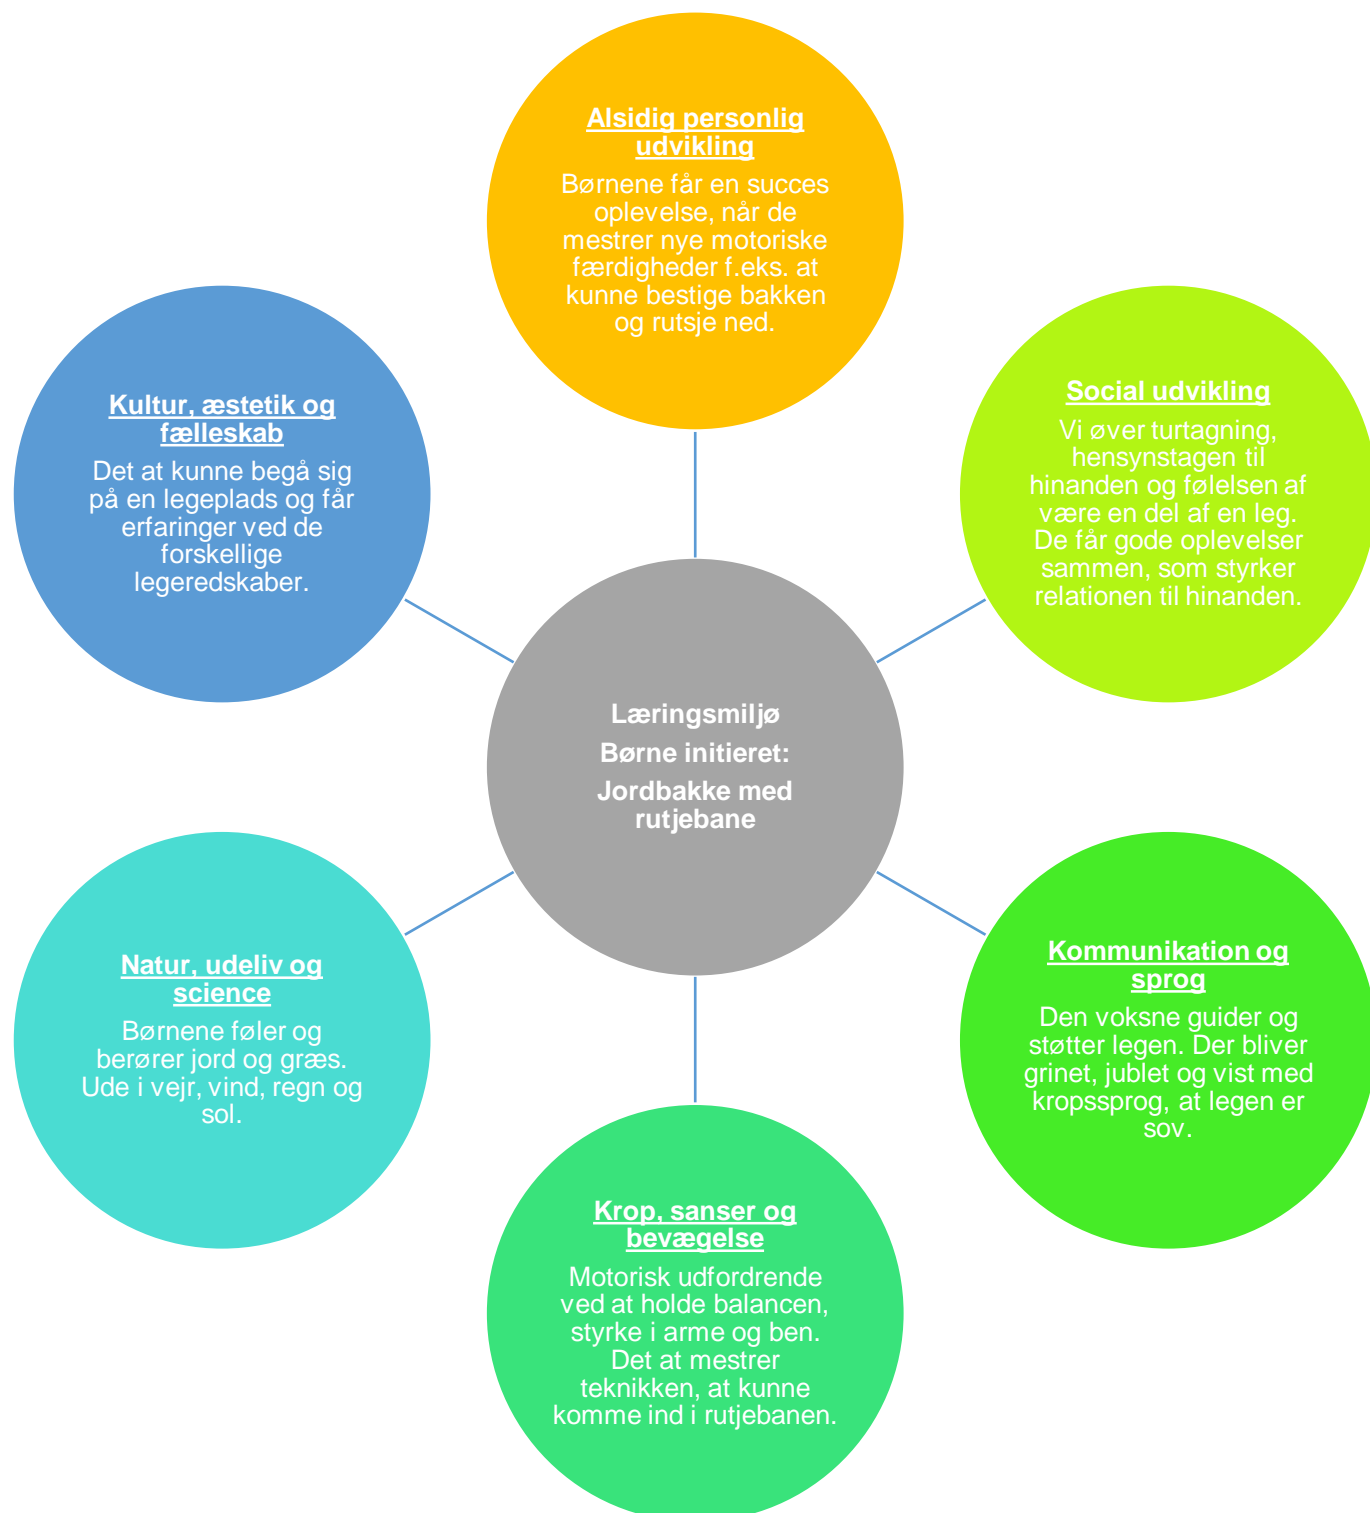 Alsidig personlig
udvikling
Børnene får en succes
oplevelse, når de
mestrer nye motoriske
færdigheder f.eks. at
kunne bestige bakken
og rutsje ned.
Social udvikling
Vi øver turtagning,
hensynstagen til
hinanden og følelsen af
være en del af en leg.
De får gode oplevelser
sammen, som styrker
relationen til hinanden.
Kommunikation og
sprog
Den voksne guider og
støtter legen. Der bliver
grinet, jublet og vist med
kropssprog, at legen er
sov.
Krop, sanser og
bevægelse
Motorisk udfordrende
ved at holde balancen,
styrke i arme og ben.
Det at mestrer
teknikken, at kunne
komme ind i rutjebanen.
Natur, udeliv og
science
Børnene føler og
berører jord og græs.
Ude i vejr, vind, regn og
sol.
Kultur, æstetik og
fælleskab
Det at kunne begå sig
på en legeplads og får
erfaringer ved de
forskellige
legeredskaber.
Læringsmiljø
Børne initieret:
Jordbakke med
rutjebane